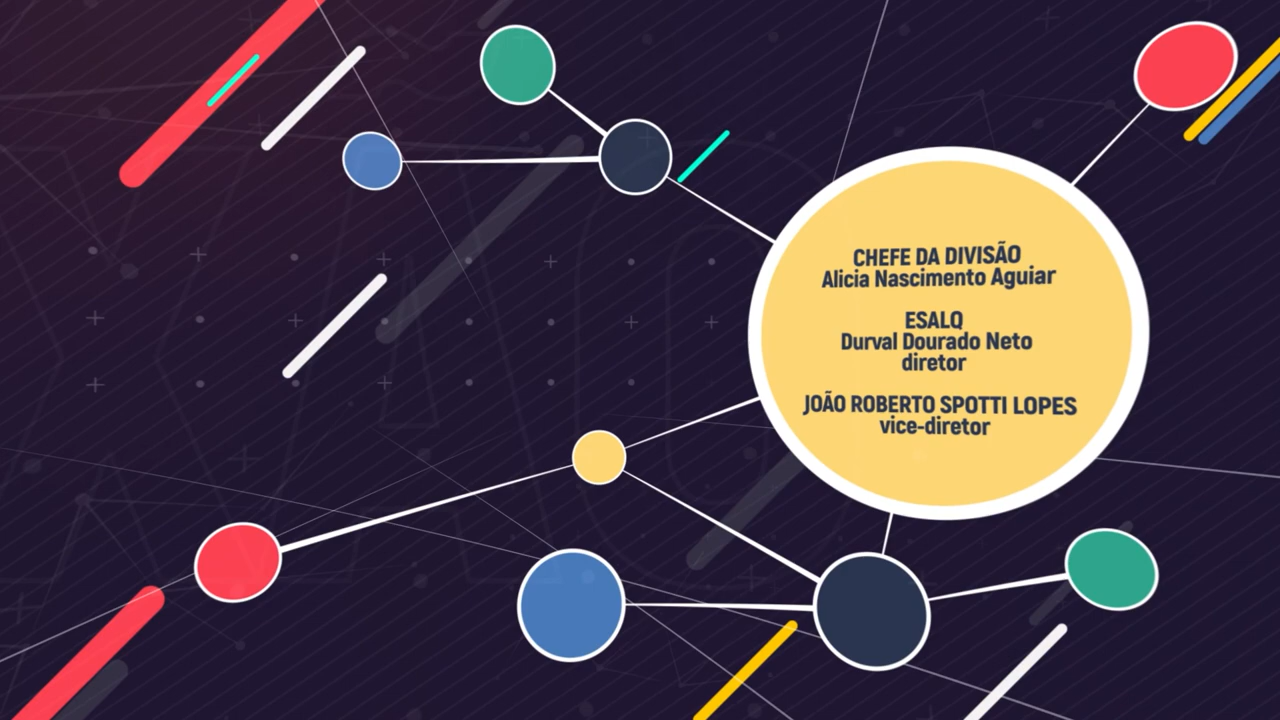 CHEFE DA DIVISÃO
Alicia Nascimento Aguiar
ESALQ
Durval Dourado Neto
diretor
JOÃO ROBERTO SPOTTI LOPES
vice-diretor